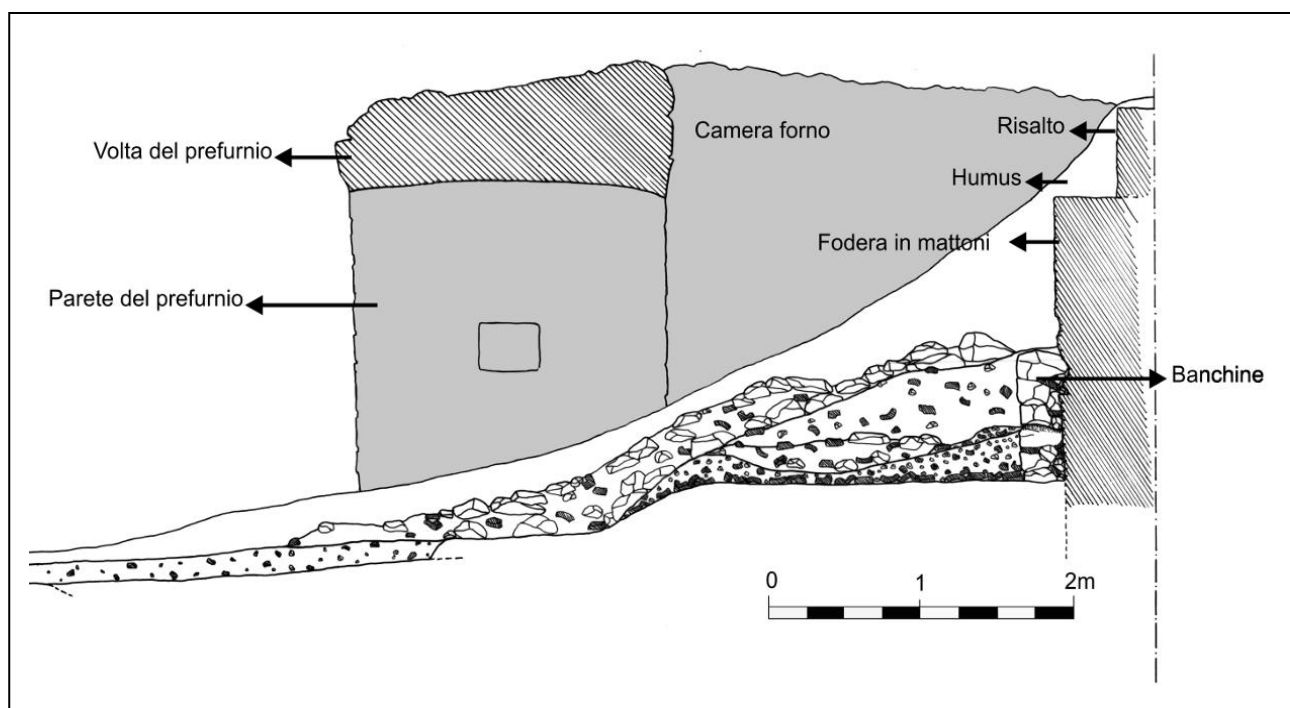 Camera forno
Risalto
Volta del prefurnio
Humus
Fodera in mattoni
Parete del prefurnio
Banchine
0 1 2m